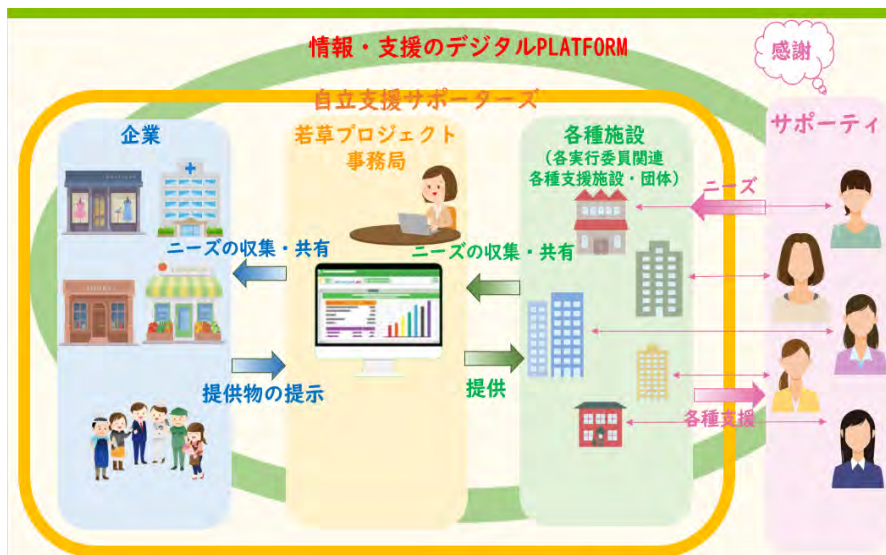 情報・支援のデジタルPLATFORM
感謝
自立支援サポーターズ
企業
若草プロジェクト
事務局
各種施設
（各実行委員関連
各種支援施設・団体）
サポーティ
ニーズ
ニーズの収集・共有
ニーズの収集・共有
提供物の提示
提供
各種支援